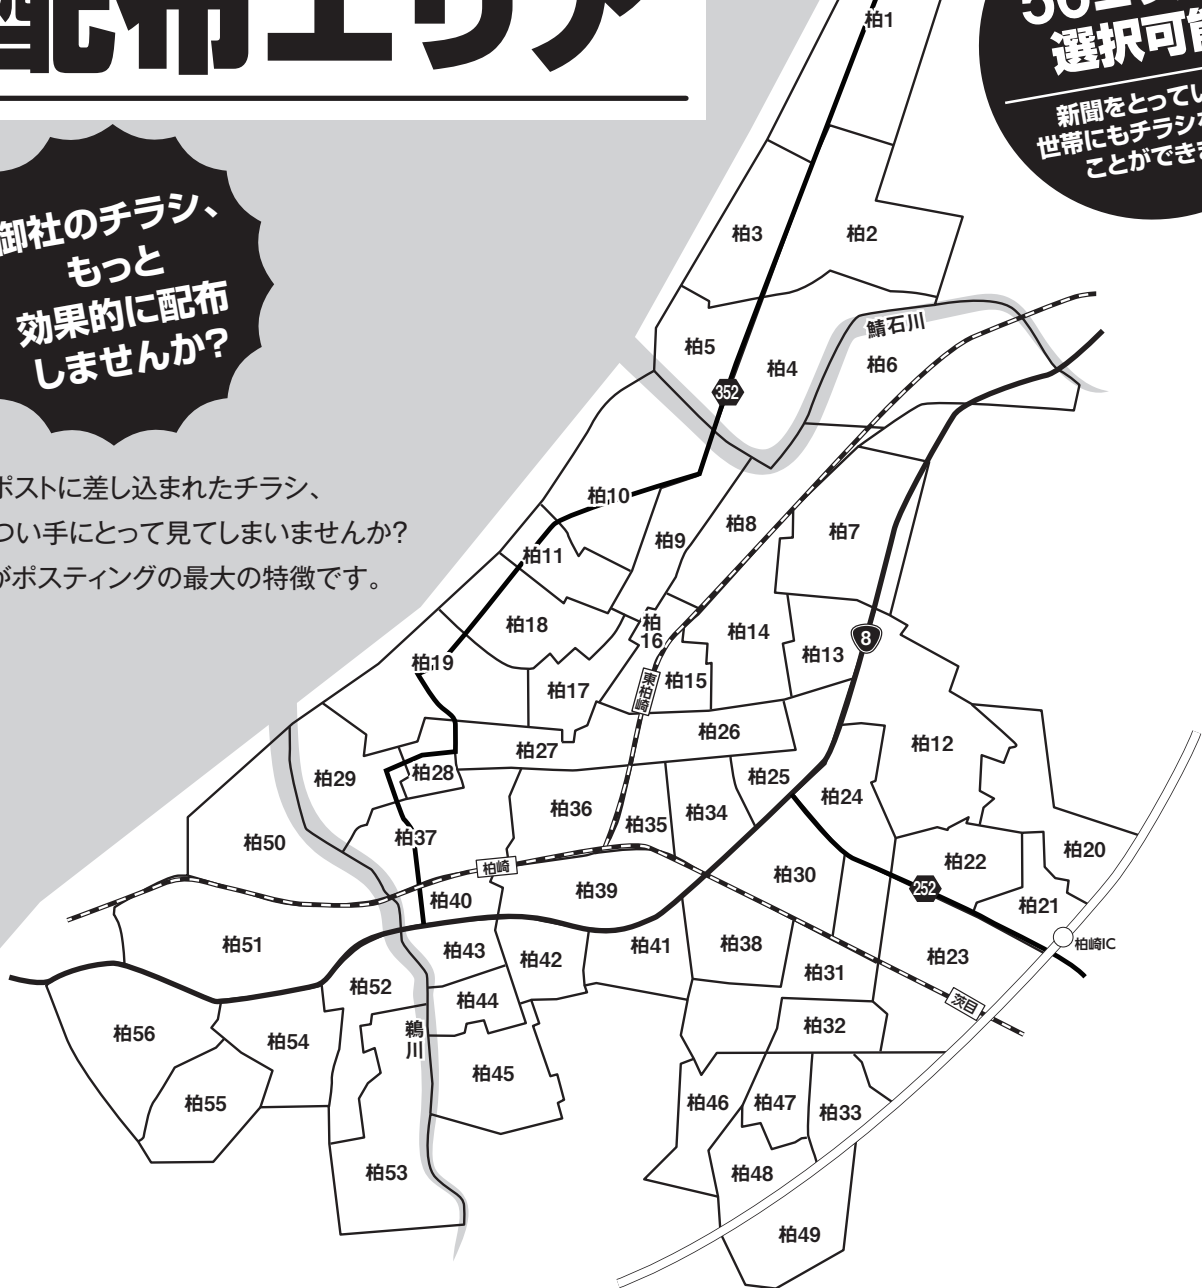 配布エリア
選択可能
新聞をとってい
世帯にもチラシ
ことができ
御社のチラシ、
もっと
効果的に配布
しませんか?
ポストに差し込まれたチラシ、
つい手にとって見てしまいませんか?
がポスティングの最大の特徴です。
柏1
柏3
柏2
鯖石川
柏5
柏4
柏6
352
柏10
柏11
柏9
柏8
柏7
柏18
柏
16
柏14
8
柏13
柏19
柏17
東柏崎
柏15
柏27
柏26
柏12
柏29
柏28
柏25
柏24
柏36
柏35
柏34
柏50
柏37
柏崎
柏22
柏20
柏30
252
柏40
柏39
柏21
柏崎IC
柏51
柏43
柏42
柏41
柏38
柏31
柏23
柏52
柏44
茨目
柏56
柏54
鵜川
柏32
柏45
柏55
柏46
柏47
柏33
柏53
柏48
柏49